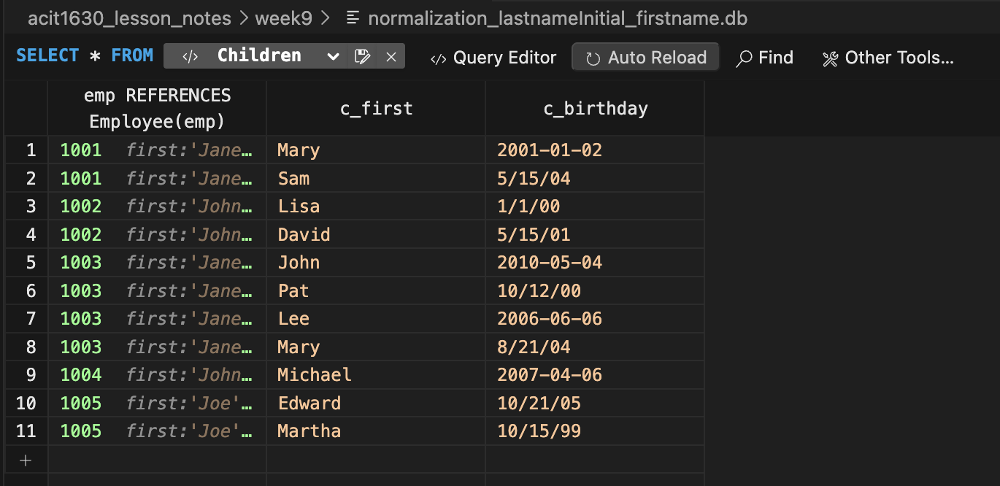 acit1630_lesson_notes > week9 > normalization_lastnameInitial_firstname.db
SELECT * FROM </> Children </> Query Editor Auto Reload Find Other Tools...
emp REFERENCES Employee(emp) c_first c_birthday
1 1001 first:'Jane… Mary 2001-01-02
2 1001 first:'Jane… Sam 5/15/04
3 1002 first:'John… Lisa 1/1/00
4 1002 first:'John… David 5/15/01
5 1003 first:'Jane… John 2010-05-04
6 1003 first:'Jane… Pat 10/12/00
7 1003 first:'Jane… Lee 2006-06-06
8 1003 first:'Jane… Mary 8/21/04
9 1004 first:'John… Michael 2007-04-06
10 1005 first:'Joe'… Edward 10/21/05
11 1005 first:'Joe'… Martha 10/15/99
+